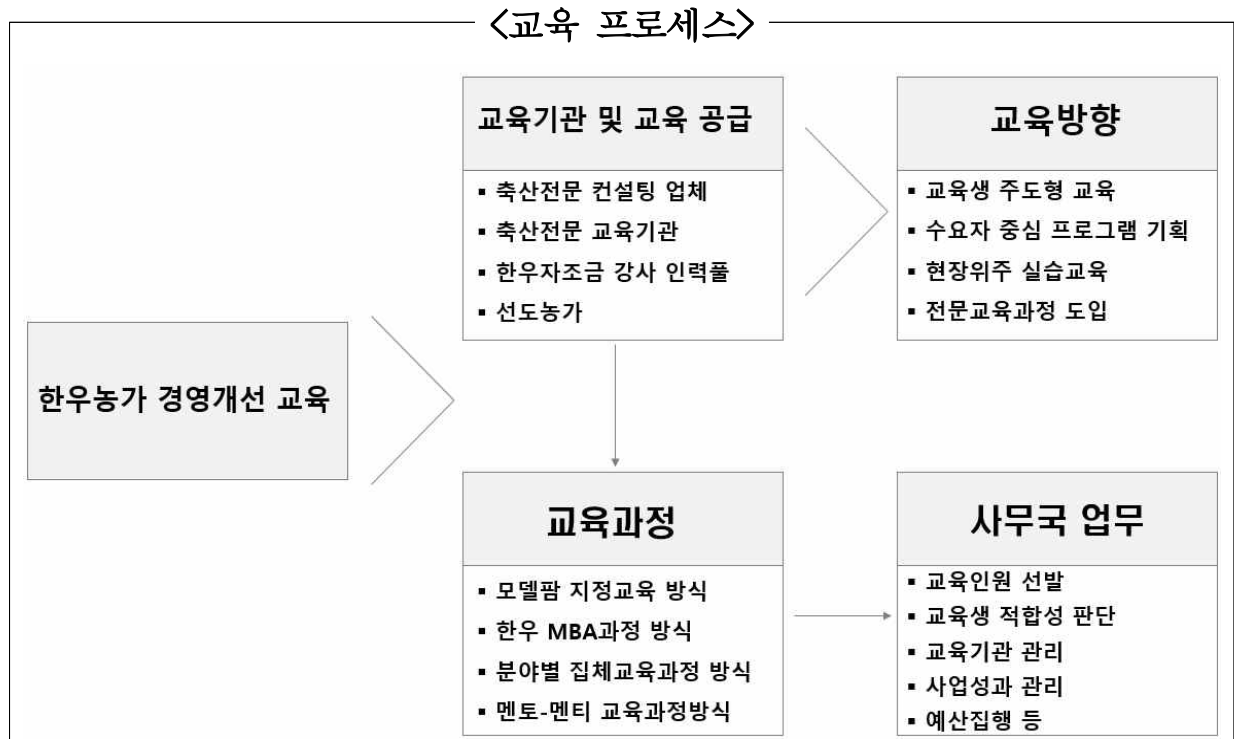 <교육 프로세스>
한우농가 경영개선 교육
교육기관 및 교육 공급
▪ 축산전문 컨설팅 업체
▪ 축산전문 교육기관
▪ 한우자조금 강사 인력풀
▪ 선도농가
교육방향
▪ 교육생 주도형 교육
▪ 수요자 중심 프로그램 기획
▪ 현장위주 실습교육
▪ 전문교육과정 도입
교육과정
▪ 모델팜 지정교육 방식
▪ 한우 MBA과정 방식
▪ 분야별 집체교육과정 방식
▪ 멘토-멘티 교육과정방식
사무국 업무
▪ 교육인원 선발
▪ 교육생 적합성 판단
▪ 교육기관 관리
▪ 사업성과 관리
▪ 예산집행 등